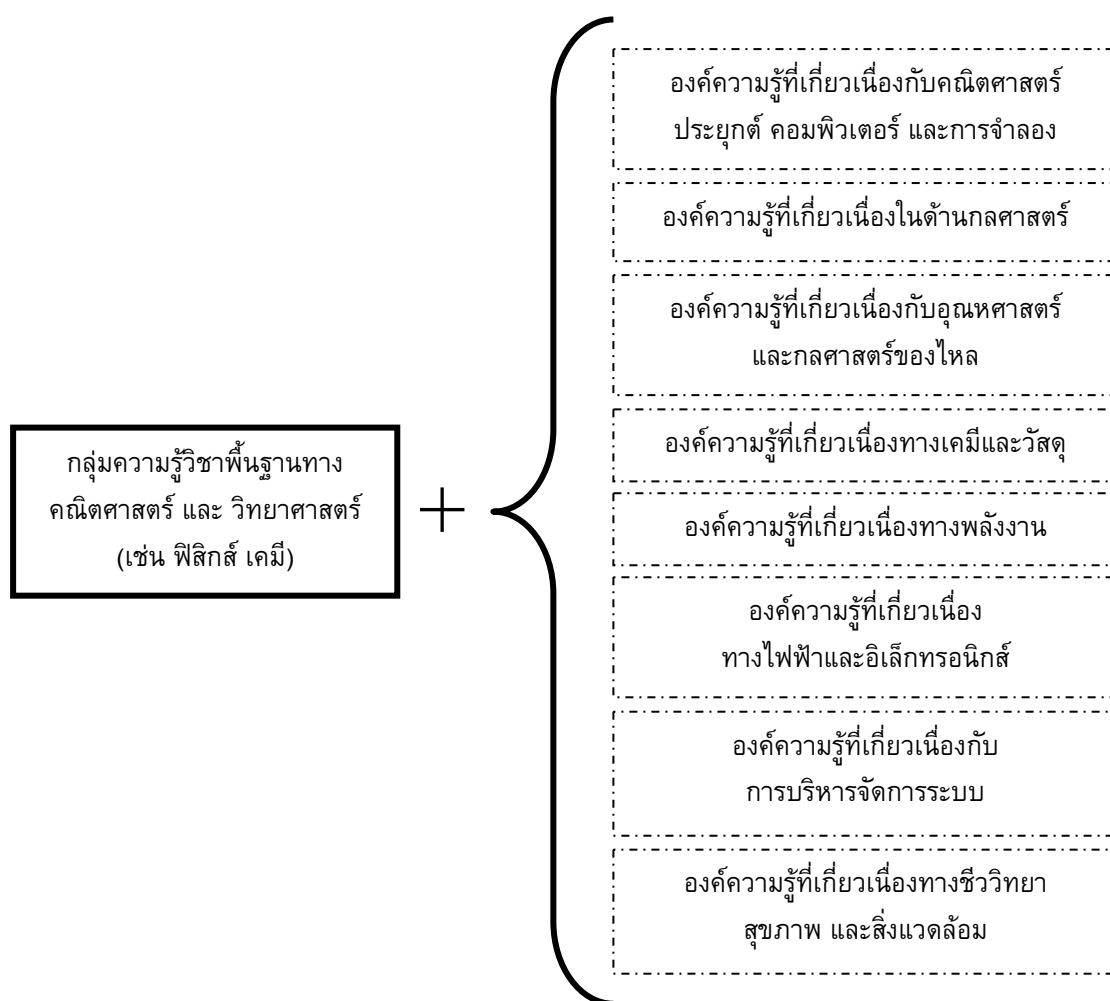 องค์ความรู้ที่เกี่ยวเนื่องกับคณิตศาสตร์
ประยุกต์ คอมพิวเตอร์ และการจำลอง
องค์ความรู้ที่เกี่ยวเนื่องในด้านกลศาสตร์
องค์ความรู้ที่เกี่ยวเนื่องกับอุณหศาสตร์
และกลศาสตร์ของไหล
กลุ่มความรู้วิชาพื้นฐานทาง
คณิตศาสตร์ และ วิทยาศาสตร์
(เช่น ฟิสิกส์ เคมี)
+
องค์ความรู้ที่เกี่ยวเนื่องทางเคมีและวัสดุ
องค์ความรู้ที่เกี่ยวเนื่องทางพลังงาน
องค์ความรู้ที่เกี่ยวเนื่อง
ทางไฟฟ้าและอิเล็กทรอนิกส์
องค์ความรู้ที่เกี่ยวเนื่องกับ
การบริหารจัดการระบบ
องค์ความรู้ที่เกี่ยวเนื่องทางชีววิทยา
สุขภาพ และสิ่งแวดล้อม